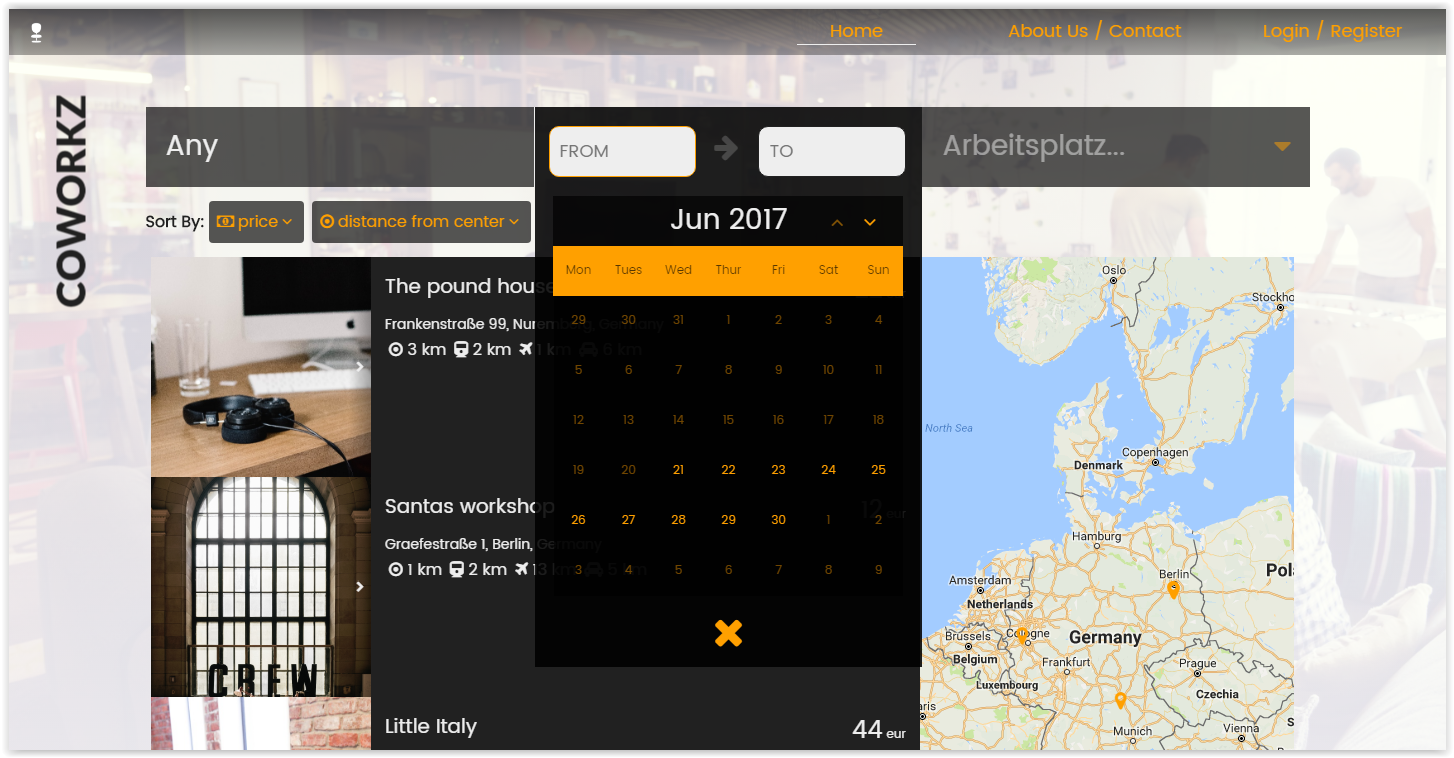 Home
About Us / Contact
Login / Register
COWORKZ
Any
FROM
TO
Arbeitsplatz...
Sort By:
price
distance from center
Jun 2017
Mon Tues Wed Thur Fri Sat Sun
29 30 31 1 2 3 4
5 6 7 8 9 10 11
12 13 14 15 16 17 18
19 20 21 22 23 24 25
26 27 28 29 30 1 2
3 4 5 6 7 8 9
The pound house
Frankenstraße 99, Nuremberg, Germany
3 km 2 km 1 km 6 km
Santas workshop
12 eur
Graefestraße 1, Berlin, Germany
1 km 2 km 13 km 5 km
CREW
Little Italy
44 eur
Oslo
Stockho
North Sea
Copenhagen
Denmark
Hamburg
Amsterdam
Berlin
Pola
Netherlands
Brussels
Cologne
Germany
Belgium
Frankfurt
Prague
Luxembourg
Czechia
aris
Munich
Vienna
S